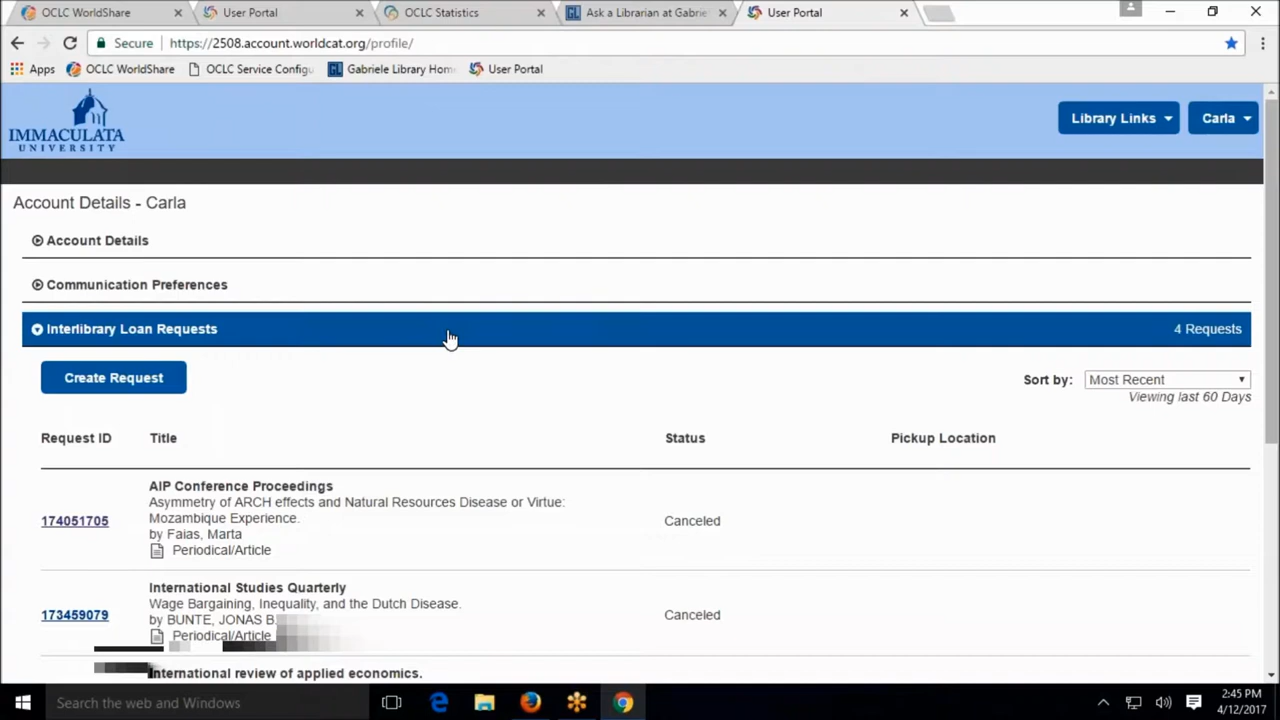 OCLC WorldShare
User Portal
OCLC Statistics
Ask a Librarian at Gabriel
User Portal
Secure https://2508.account.worldcat.org/profile/
Apps OCLC WorldShare OCLC Service Configu Gabriele Library Hom User Portal
IMMACULATA
UNIVERSITY
Library Links
Carla
Account Details - Carla
Account Details
Communication Preferences
Interlibrary Loan Requests 4 Requests
Create Request
Sort by: Most Recent
Viewing last 60 Days
Request ID Title Status Pickup Location
AIP Conference Proceedings
Asymmetry of ARCH effects and Natural Resources Disease or Virtue:
Mozambique Experience.
174051705 Canceled
by Faias, Marta
Periodical/Article
International Studies Quarterly
Wage Bargaining, Inequality, and the Dutch Disease.
173459079 Canceled
by BUNTE, JONAS B.
Periodical/Article
International review of applied economics.
Search the web and Windows
2:45 PM
4/12/2017